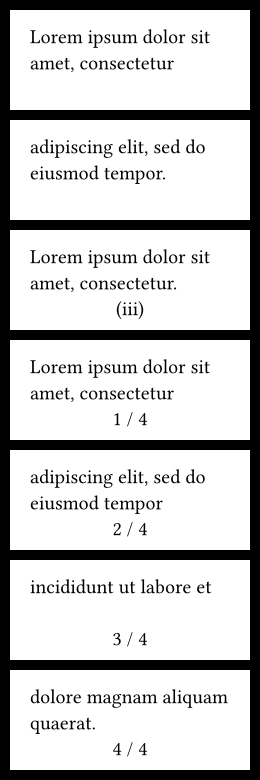 Lorem ipsum dolor sit
amet, consectetur
adipiscing elit, sed do
eiusmod tempor.
Lorem ipsum dolor sit
amet, consectetur.
(iii)
Lorem ipsum dolor sit
amet, consectetur
1 / 4
adipiscing elit, sed do
eiusmod tempor
2 / 4
incididunt ut labore et
3 / 4
dolore magnam aliquam
quaerat.
4 / 4